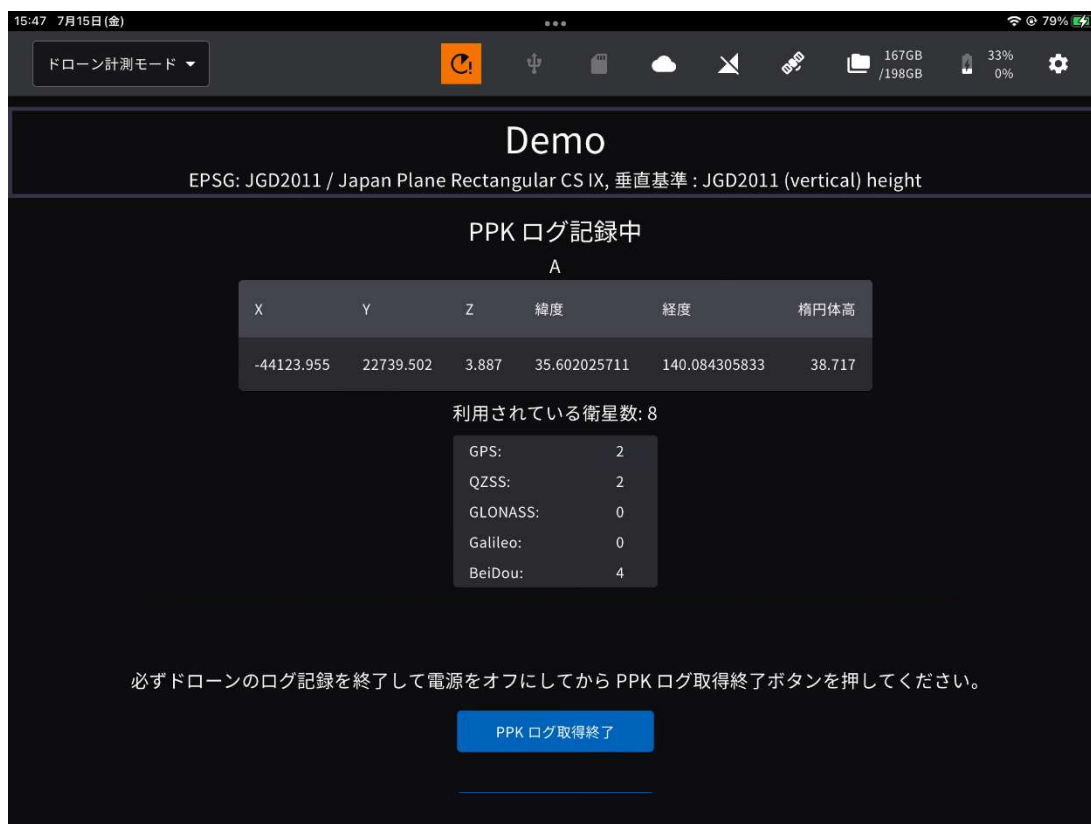 15:47 7月15日(金)
79%
ドローン計測モード
167GB
/198GB
33%
0%
Demo
EPSG: JGD2011 / Japan Plane Rectangular CS IX, 垂直基準 : JGD2011 (vertical) height
PPK ログ記録中
A
X Y Z 緯度 経度 楕円体高
-44123.955 22739.502 3.887 35.602025711 140.084305833 38.717
利用されている衛星数: 8
GPS: 2
QZSS: 2
GLONASS: 0
Galileo: 0
BeiDou: 4
必ずドローンのログ記録を終了して電源をオフにしてから PPK ログ取得終了ボタンを押してください。
PPK ログ取得終了